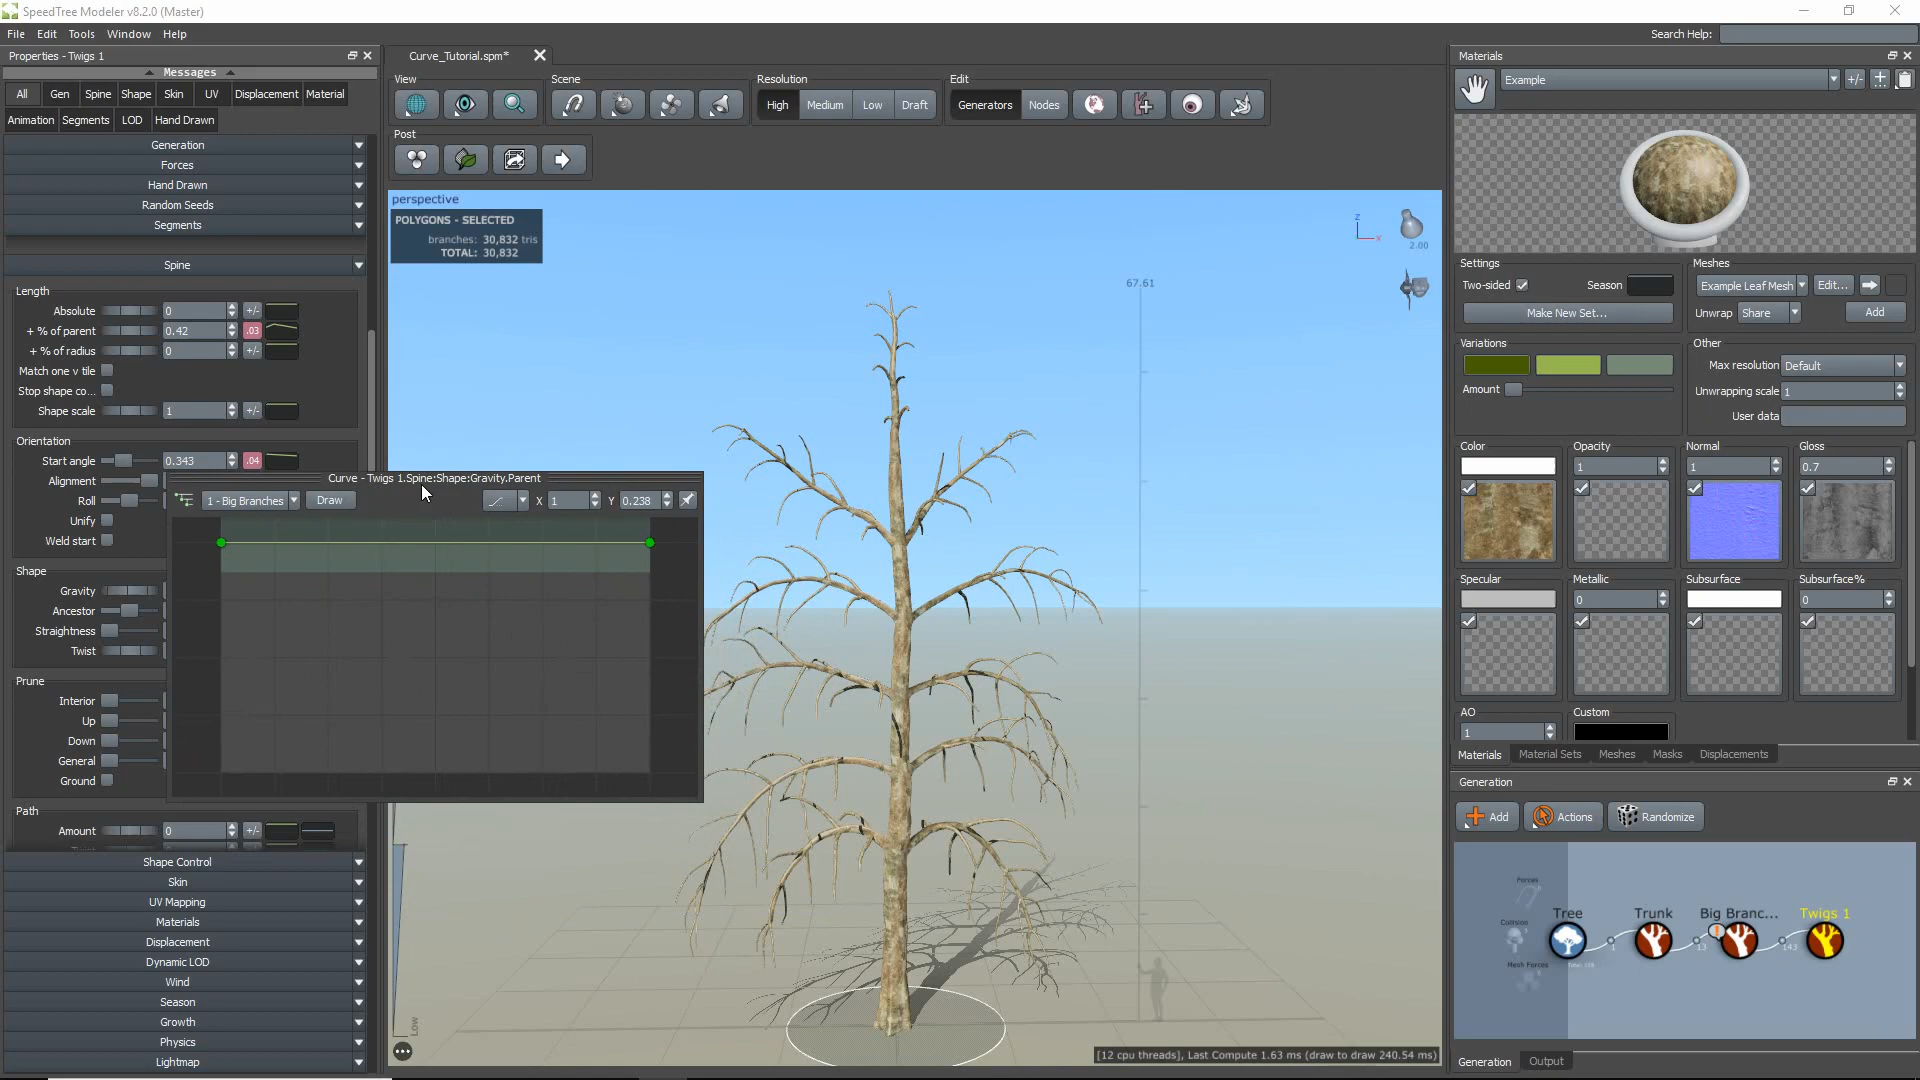 SpeedTree Modeler v8.2.0 (Master)
File Edit Tools Window Help
Search Help:
Properties - Twigs 1
Messages
All Gen Spine Shape Skin UV Displacement Material
Animation Segments LOD Hand Drawn
Generation
Forces
Hand Drawn
Random Seeds
Segments
Spine
Length
Absolute 0 +/-
+ % of parent 0.42 .03
+ % of radius 0 +/-
Match one v tile
Stop shape co...
Shape scale 1 +/-
Orientation
Start angle 0.343 .04
Alignment
Roll
Unify
Weld start
Shape
Gravity
Ancestor
Straightness
Twist
Prune
Interior
Up
Down
General
Ground
Path
Amount 0 +/-
Shape Control
Skin
UV Mapping
Materials
Displacement
Dynamic LOD
Wind
Season
Growth
Physics
Lightmap
Curve - Twigs 1.Spine:Shape:Gravity.Parent
1 - Big Branches Draw X 1 Y 0.238
Curve_Tutorial.spm*
View Scene Resolution Edit
High Medium Low Draft Generators Nodes
Post
perspective
POLYGONS - SELECTED
branches: 30,832 tris
TOTAL: 30,832
z
x
2.00
67.61
Low
[12 cpu threads], Last Compute 1.63 ms (draw to draw 240.54 ms)
Materials
Example +/-
Settings
Two-sided Season
Make New Set...
Meshes
Example Leaf Mesh Edit...
Unwrap Share Add
Variations
Amount
Other
Max resolution Default
Unwrapping scale 1
User data
Color Opacity Normal Gloss
1 1 0.7
Specular Metallic Subsurface Subsurface%
0 0
AO Custom
1
Materials Material Sets Meshes Masks Displacements
Generation
Add Actions Randomize
Forces
Collision
Mesh Forces
Tree Trunk Big Branc... Twigs 1
1 13 143
Generation Output